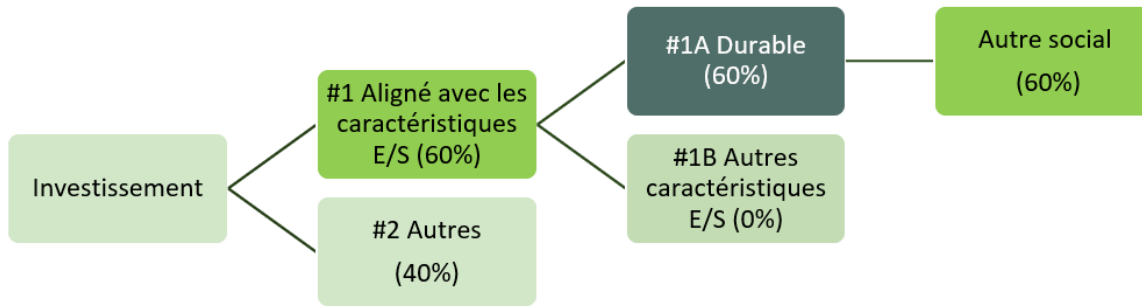 Investissement
#1 Aligné avec les
caractéristiques
E/S (60%)
#2 Autres
(40%)
#1A Durable
(60%)
#1B Autres
caractéristiques
E/S (0%)
Autre social
(60%)